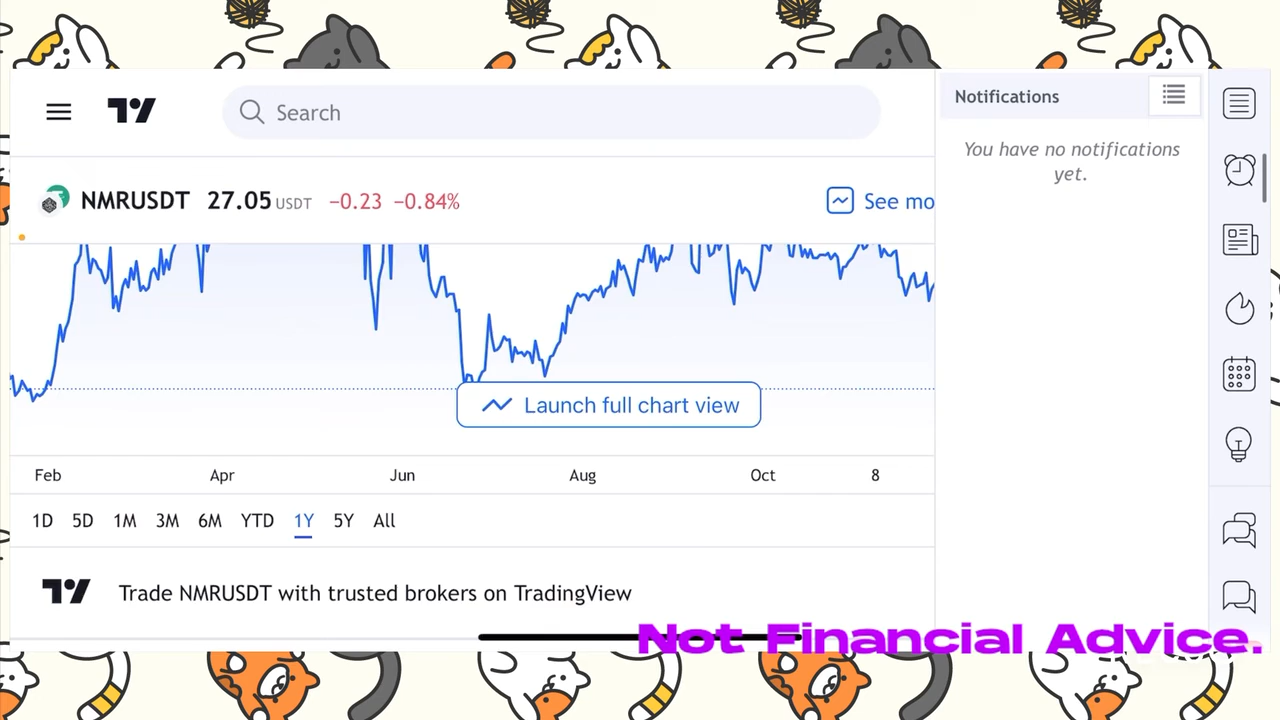 Search
Notifications
You have no notifications
yet.
NMRUSDT 27.05 USDT −0.23 −0.84%
See mo
Launch full chart view
Feb Apr Jun Aug Oct 8
1D 5D 1M 3M 6M YTD 1Y 5Y All
Trade NMRUSDT with trusted brokers on TradingView
Not Financial Advice.